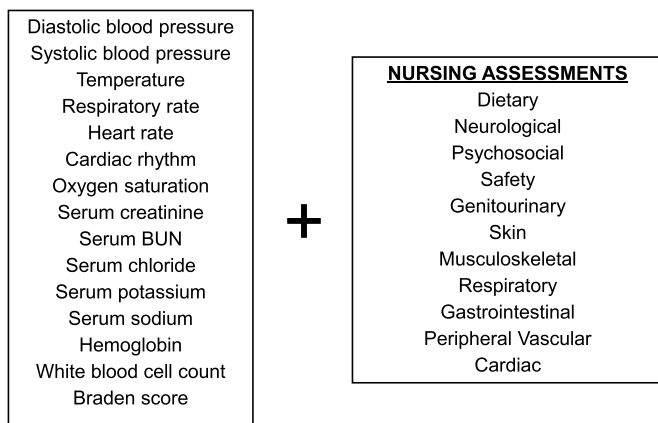 Diastolic blood pressure
Systolic blood pressure
Temperature
Respiratory rate
Heart rate
Cardiac rhythm
Oxygen saturation
Serum creatinine
Serum BUN
Serum chloride
Serum potassium
Serum sodium
Hemoglobin
White blood cell count
Braden score
+
NURSING ASSESSMENTS
Dietary
Neurological
Psychosocial
Safety
Genitourinary
Skin
Musculoskeletal
Respiratory
Gastrointestinal
Peripheral Vascular
Cardiac